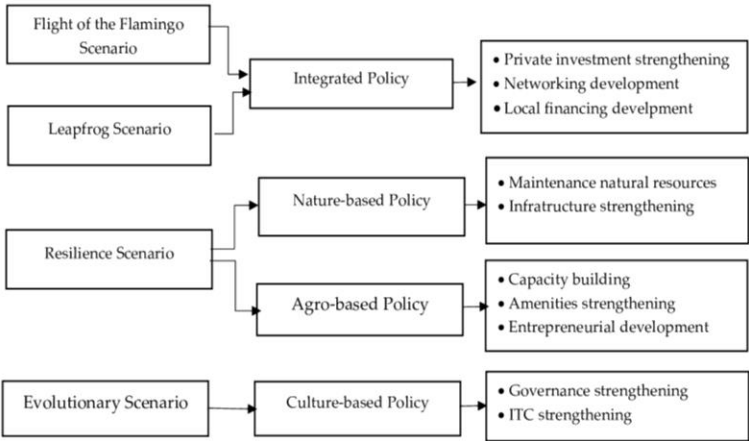 Flight of the Flamingo
Scenario
Leapfrog Scenario
Integrated Policy
• Private investment strengthening
• Networking development
• Local financing develpment
Resilience Scenario
Nature-based Policy
• Maintenance natural resources
• Infratructure strengthening
Agro-based Policy
• Capacity building
• Amenities strengthening
• Entrepreneurial development
Evolutionary Scenario
Culture-based Policy
• Governance strengthening
• ITC strengthening